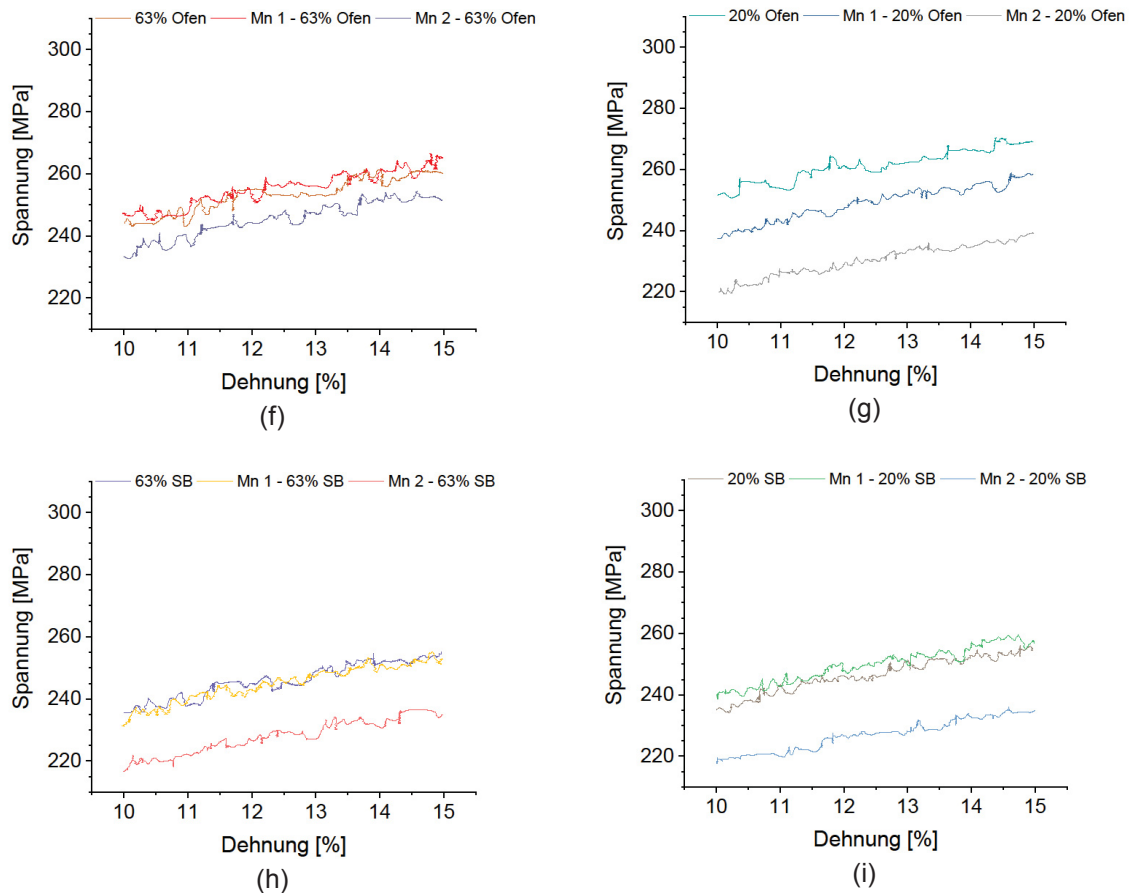 63% Ofen Mn 1 - 63% Ofen Mn 2 - 63% Ofen
300
280
260
240
220
Spannung [MPa]
10 11 12 13 14 15
Dehnung [%]
(f)
20% Ofen Mn 1 - 20% Ofen Mn 2 - 20% Ofen
300
280
260
240
220
Spannung [MPa]
10 11 12 13 14 15
Dehnung [%]
(g)
63% SB Mn 1 - 63% SB Mn 2 - 63% SB
300
280
260
240
220
Spannung [MPa]
10 11 12 13 14 15
Dehnung [%]
(h)
20% SB Mn 1 - 20% SB Mn 2 - 20% SB
300
280
260
240
220
Spannung [MPa]
10 11 12 13 14 15
Dehnung [%]
(i)